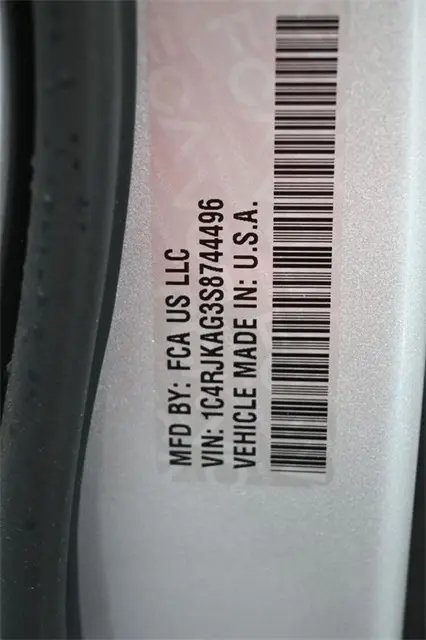 MFD BY: FCA US LLC
VIN: 1C4RJKAG3S8744496
VEHICLE MADE IN: U.S.A.